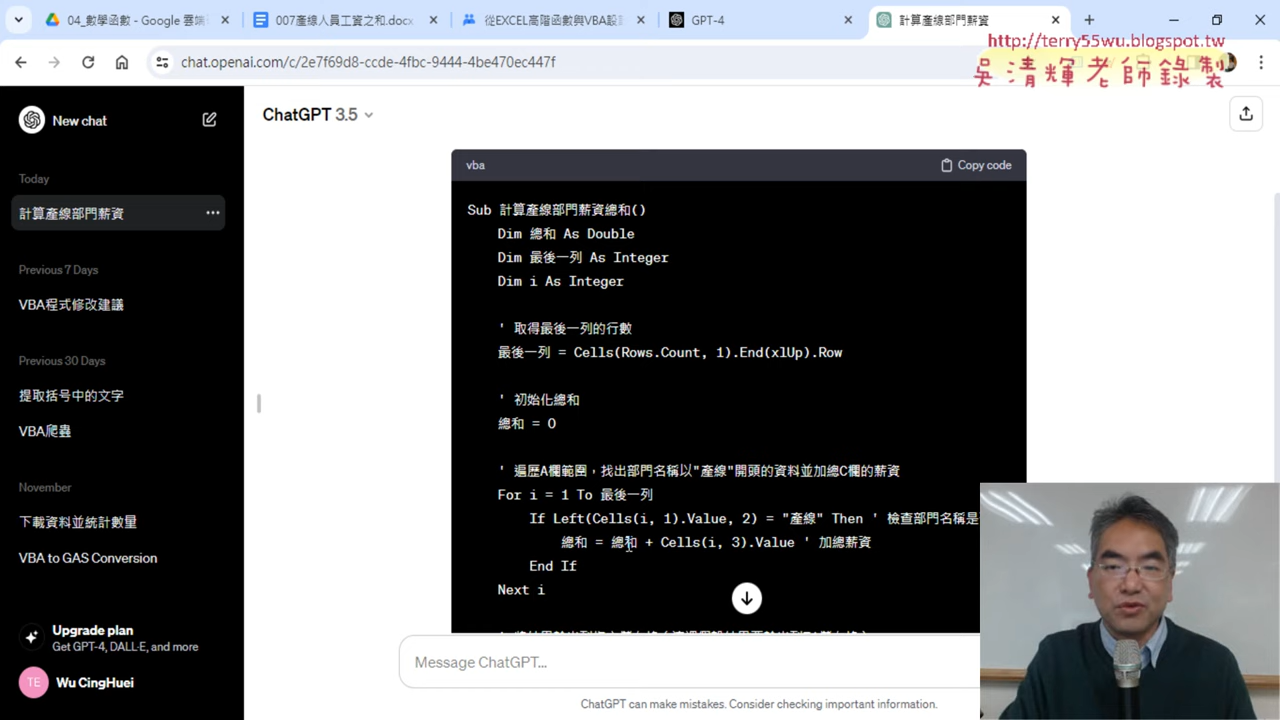 04_數學函數 - Google 雲端
007產線人員工資之和.docx
從EXCEL高階函數與VBA設
GPT-4
計算產線部門薪資
http://terry55wu.blogspot.tw
chat.openai.com/c/2e7f69d8-ccde-4fbc-9444-4be470ec447f
吳清輝老師錄製
New chat
ChatGPT 3.5
Today
計算產線部門薪資
Previous 7 Days
VBA程式修改建議
Previous 30 Days
提取括号中的文字
VBA爬蟲
November
下載資料並統計數量
VBA to GAS Conversion
Upgrade plan
Get GPT-4, DALL·E, and more
TE
Wu CingHuei
vba
Copy code
Sub 計算產線部門薪資總和()
Dim 總和 As Double
Dim 最後一列 As Integer
Dim i As Integer
' 取得最後一列的行數
最後一列 = Cells(Rows.Count, 1).End(xlUp).Row
' 初始化總和
總和 = 0
' 遍歷A欄範圍，找出部門名稱以"產線"開頭的資料並加總C欄的薪資
For i = 1 To 最後一列
If Left(Cells(i, 1).Value, 2) = "產線" Then ' 檢查部門名稱是
總和 = 總和 + Cells(i, 3).Value ' 加總薪資
End If
Next i
Message ChatGPT...
ChatGPT can make mistakes. Consider checking important information.